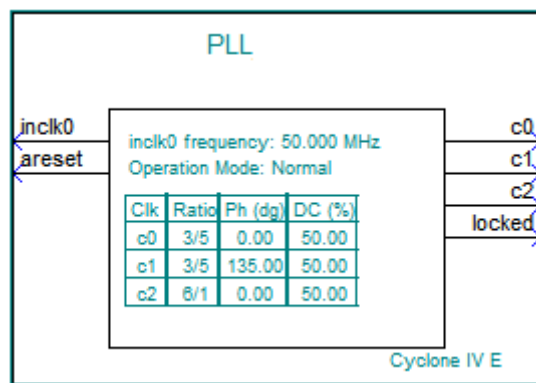 PLL
inclk0
areset
inclk0 frequency: 50.000 MHz
Operation Mode: Normal
Clk Ratio Ph (dg) DC (%)
c0 3/5 0.00 50.00
c1 3/5 135.00 50.00
c2 6/1 0.00 50.00
c0
c1
c2
locked
Cyclone IV E